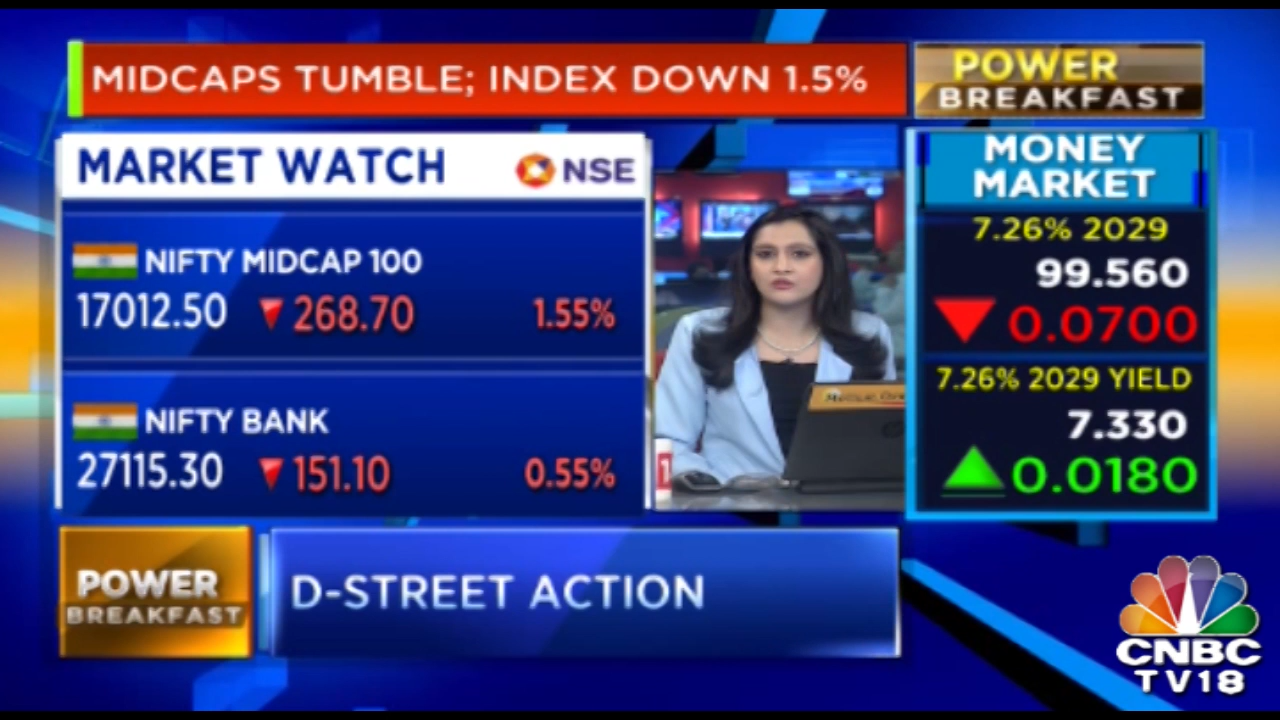 MIDCAPS TUMBLE; INDEX DOWN 1.5%
POWER
BREAKFAST
MARKET WATCH
NSE
NIFTY MIDCAP 100
17012.50 ▼ 268.70 1.55%
NIFTY BANK
27115.30 ▼ 151.10 0.55%
MONEY
MARKET
7.26% 2029
99.560
▼ 0.0700
7.26% 2029 YIELD
7.330
▲ 0.0180
POWER
BREAKFAST
D-STREET ACTION
CNBC
TV18